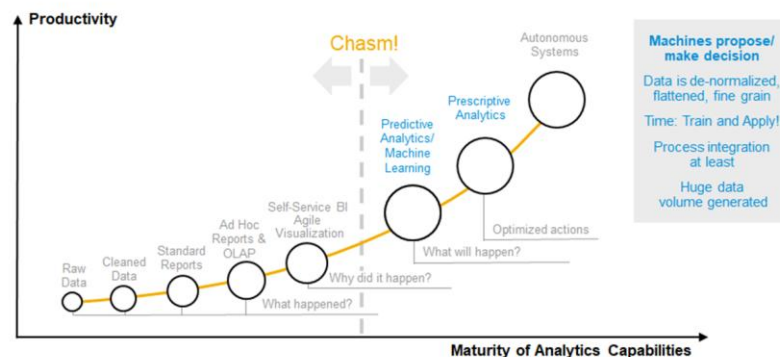 Productivity
Chasm!
Autonomous
Systems
Prescriptive
Analytics
Predictive
Analytics/
Machine
Learning
Self-Service BI
Agile
Visualization
Ad Hoc
Reports &
OLAP
Standard
Reports
Cleaned
Data
Raw
Data
What happened?
Why did it happen?
What will happen?
Optimized actions
Maturity of Analytics Capabilities
Machines propose/
make decision
Data is de-normalized,
flattened, fine grain
Time: Train and Apply!
Process integration
at least
Huge data
volume generated